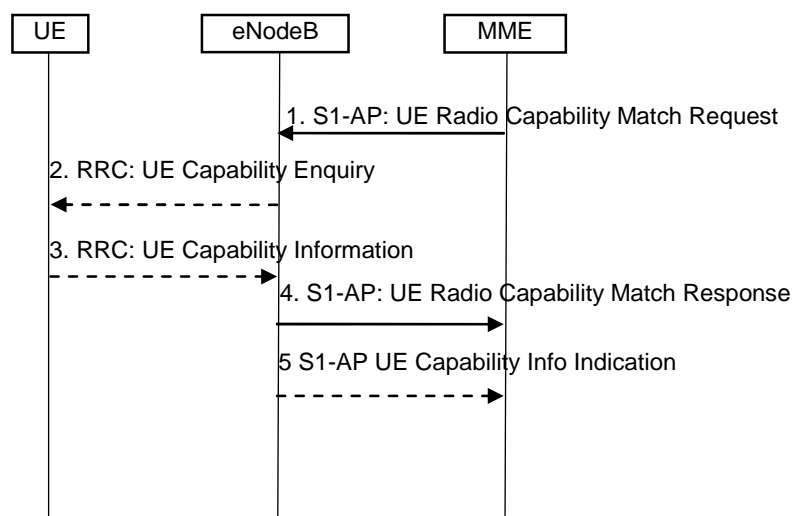 UE
eNodeB
MME
1. S1-AP: UE Radio Capability Match Request
2. RRC: UE Capability Enquiry
3. RRC: UE Capability Information
4. S1-AP: UE Radio Capability Match Response
5 S1-AP UE Capability Info Indication